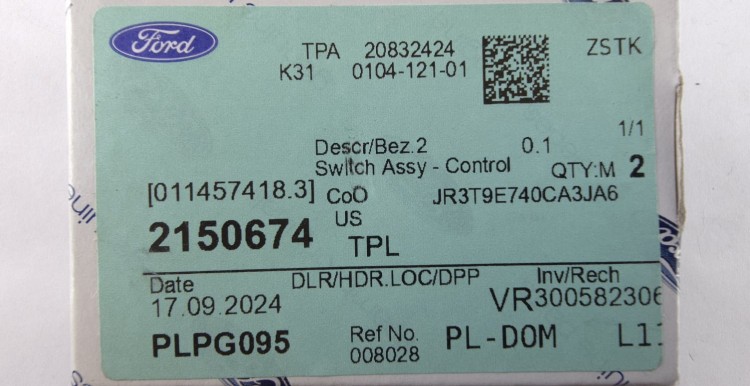 Ford
TPA 20832424
ZSTK
K31 0104-121-01
1/1
Descr/Bez.2 0.1
Switch Assy - Control
QTY:M 2
[011457418.3] CoO JR3T9E740CA3JA6
US
2150674 TPL
Date DLR/HDR.LOC/DPP Inv/Rech
17.09.2024 VR300582306
PLPG095 Ref No. PL-DOM L11
008028